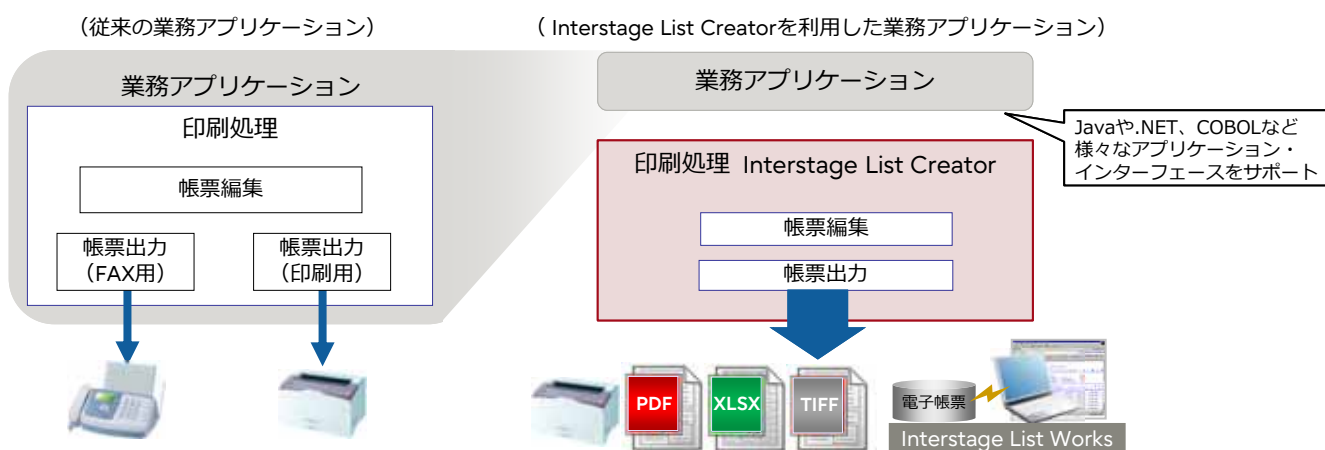 （従来の業務アプリケーション）
業務アプリケーション
印刷処理
帳票編集
帳票出力
（FAX用）
帳票出力
（印刷用）
（ Interstage List Creatorを利用した業務アプリケーション）
業務アプリケーション
Javaや.NET、COBOLなど
様々なアプリケーション・
インターフェースをサポート
印刷処理 Interstage List Creator
帳票編集
帳票出力
PDF
XLSX
TIFF
電子帳票
Interstage List Works